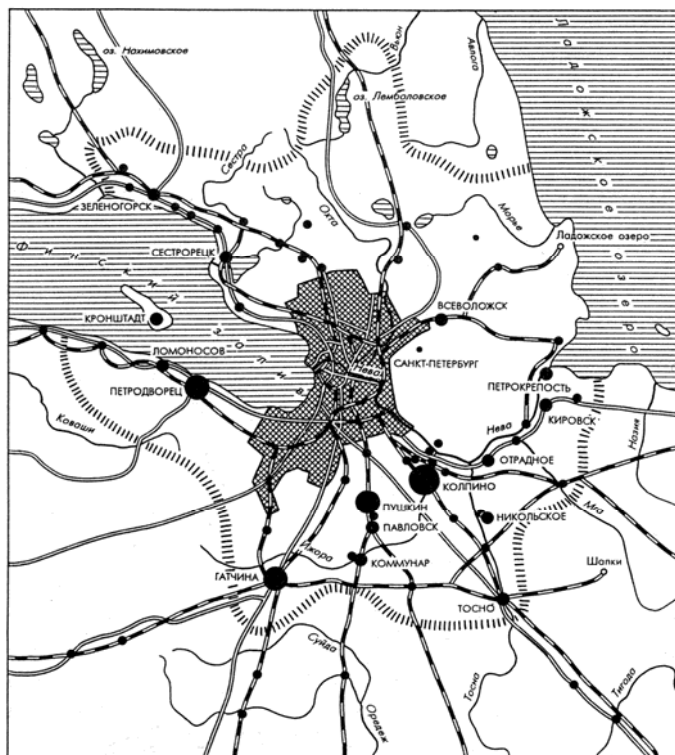 оз. Нахимовское
Вьюн
Авлога
Ладожское озеро
оз. Лемболовское
Сестра
Охта
Морье
Ладожское озеро
ЗЕЛЕНОГОРСК
Финский залив
СЕСТРОРЕЦК
КРОНШТАДТ
ВСЕВОЛОЖСК
ЛОМОНОСОВ
САНКТ-ПЕТЕРБУРГ
Нева
ПЕТРОДВОРЕЦ
ПЕТРОКРЕПОСТЬ
КИРОВСК
Коваши
Нева
Назия
ОТРАДНОЕ
КОЛПИНО
ПУШКИН
НИКОЛЬСКОЕ
Мга
ПАВЛОВСК
Ижора
КОММУНАР
Шапки
ГАТЧИНА
ТОСНО
Суйда
Тосна
Тигода
Оредеж